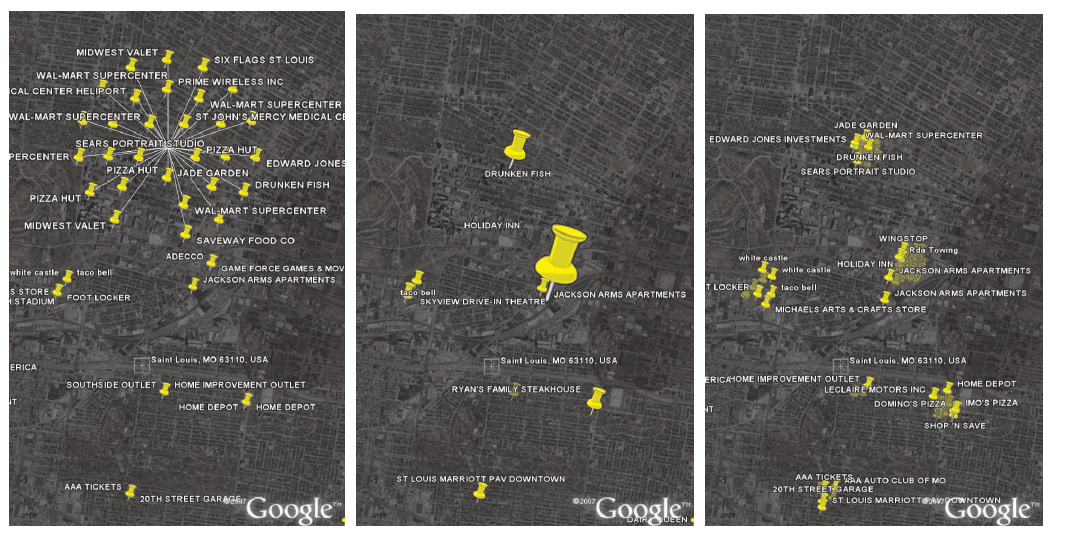 MIDWEST VALET
SIX FLAGS ST LOUIS
WAL-MART SUPERCENTER
PRIME WIRELESS INC
ICAL CENTER HELIPORT
WAL-MART SUPERCENTER
WAL-MART SUPERCENTER
ST JOHN'S MERCY MEDICAL CE
SEARS PORTRAIT STUDIO
PERCENTER
PIZZA HUT
EDWARD JONES
PIZZA HUT
JADE GARDEN
DRUNKEN FISH
PIZZA HUT
WAL-MART SUPERCENTER
MIDWEST VALET
SAVEWAY FOOD CO
ADECCO
GAME FORCE GAMES & MOV
white castle
taco bell
JACKSON ARMS APARTMENTS
S STORE
FOOT LOCKER
H STADIUM
Saint Louis, MO 63110, USA
ERICA
SOUTHSIDE OUTLET
HOME IMPROVEMENT OUTLET
NT
HOME DEPOT
HOME DEPOT
AAA TICKETS
20TH STREET GARAGE
©2007
Google™
DRUNKEN FISH
HOLIDAY INN
taco bell
SKYVIEW DRIVE-IN THEATRE
JACKSON ARMS APARTMENTS
Saint Louis, MO 63110, USA
RYAN'S FAMILY STEAKHOUSE
ST LOUIS MARRIOTT PAV DOWNTOWN
©2007
Google™
DAIRY QUEEN
JADE GARDEN
EDWARD JONES INVESTMENTS
WAL-MART SUPERCENTER
DRUNKEN FISH
SEARS PORTRAIT STUDIO
WINGSTOP
Rda Towing
white castle
HOLIDAY INN
white castle
JACKSON ARMS APARTMENTS
T LOCKER
taco bell
JACKSON ARMS APARTMENTS
MICHAELS ARTS & CRAFTS STORE
Saint Louis, MO 63110, USA
ERICA
HOME IMPROVEMENT OUTLET
LECLAIRE MOTORS INC
HOME DEPOT
NT
DOMINO'S PIZZA
IMO'S PIZZA
SHOP 'N SAVE
AAA TICKETS
AAA AUTO CLUB OF MO
20TH STREET GARAGE
ST LOUIS MARRIOTT PAV DOWNTOWN
Google™